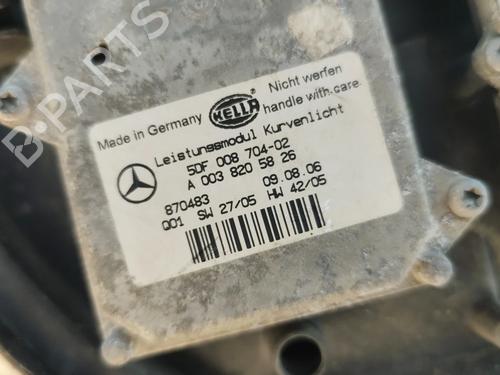 B-PARTS
Made in Germany HELLA Nicht werfen
handle with care.
Leistungsmodul Kurvenlicht
5DF 008 704-02
A 003 820 58 26
870483 09.08.06
Q01 SW 27/05 HW 42/05